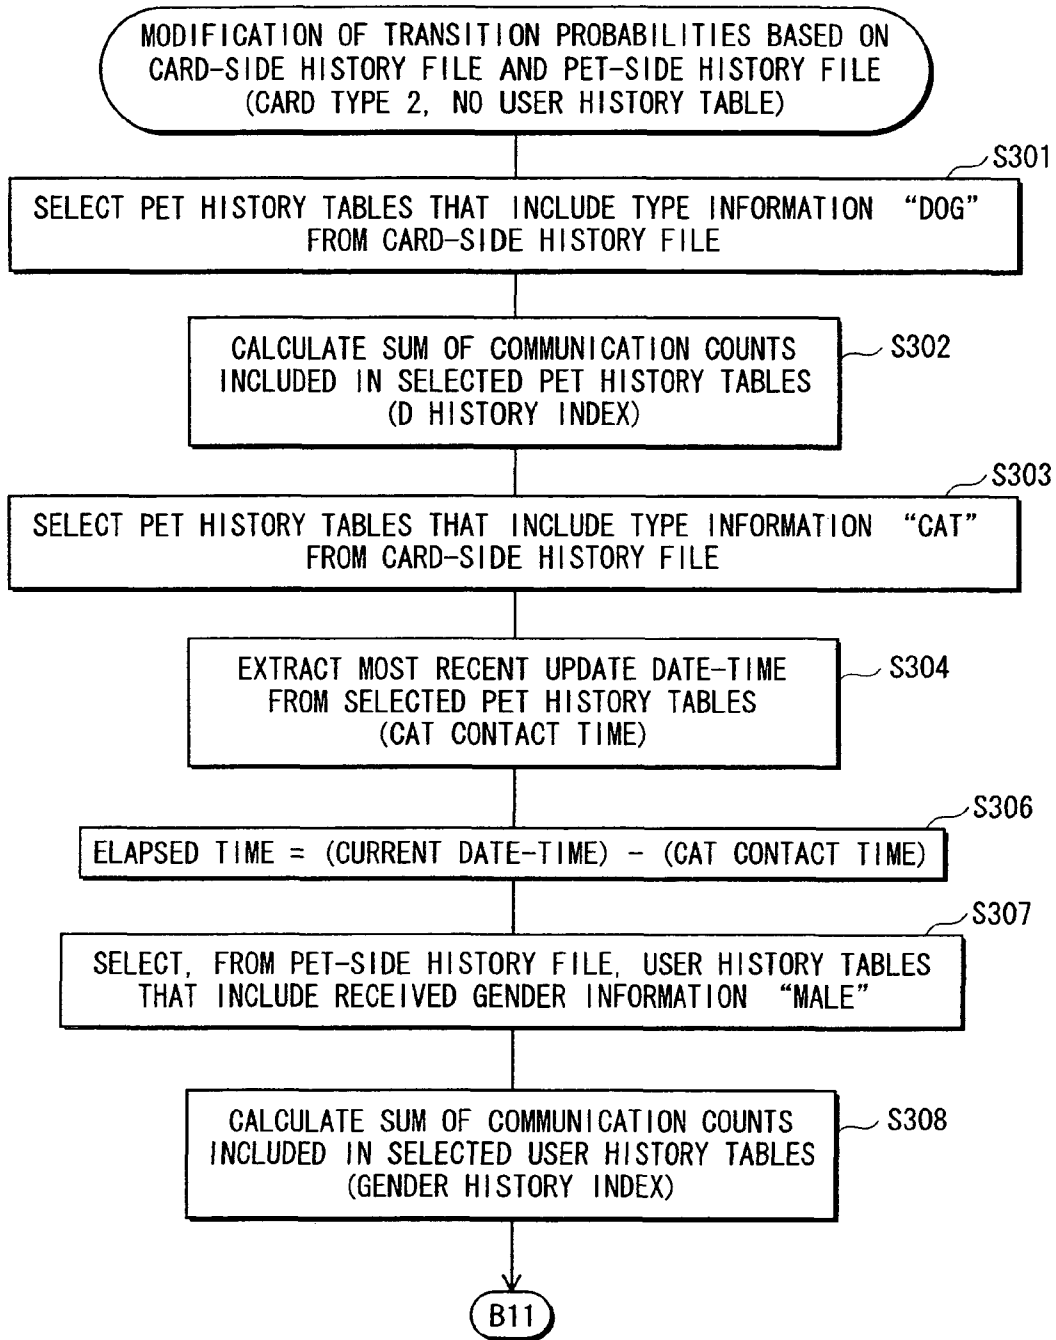 MODIFICATION OF TRANSITION PROBABILITIES BASED ON
CARD-SIDE HISTORY FILE AND PET-SIDE HISTORY FILE
(CARD TYPE 2, NO USER HISTORY TABLE)
S301
SELECT PET HISTORY TABLES THAT INCLUDE TYPE INFORMATION "DOG"
FROM CARD-SIDE HISTORY FILE
S302
CALCULATE SUM OF COMMUNICATION COUNTS
INCLUDED IN SELECTED PET HISTORY TABLES
(D HISTORY INDEX)
S303
SELECT PET HISTORY TABLES THAT INCLUDE TYPE INFORMATION "CAT"
FROM CARD-SIDE HISTORY FILE
S304
EXTRACT MOST RECENT UPDATE DATE-TIME
FROM SELECTED PET HISTORY TABLES
(CAT CONTACT TIME)
S306
ELAPSED TIME = (CURRENT DATE-TIME) - (CAT CONTACT TIME)
S307
SELECT, FROM PET-SIDE HISTORY FILE, USER HISTORY TABLES
THAT INCLUDE RECEIVED GENDER INFORMATION "MALE"
S308
CALCULATE SUM OF COMMUNICATION COUNTS
INCLUDED IN SELECTED USER HISTORY TABLES
(GENDER HISTORY INDEX)
B11